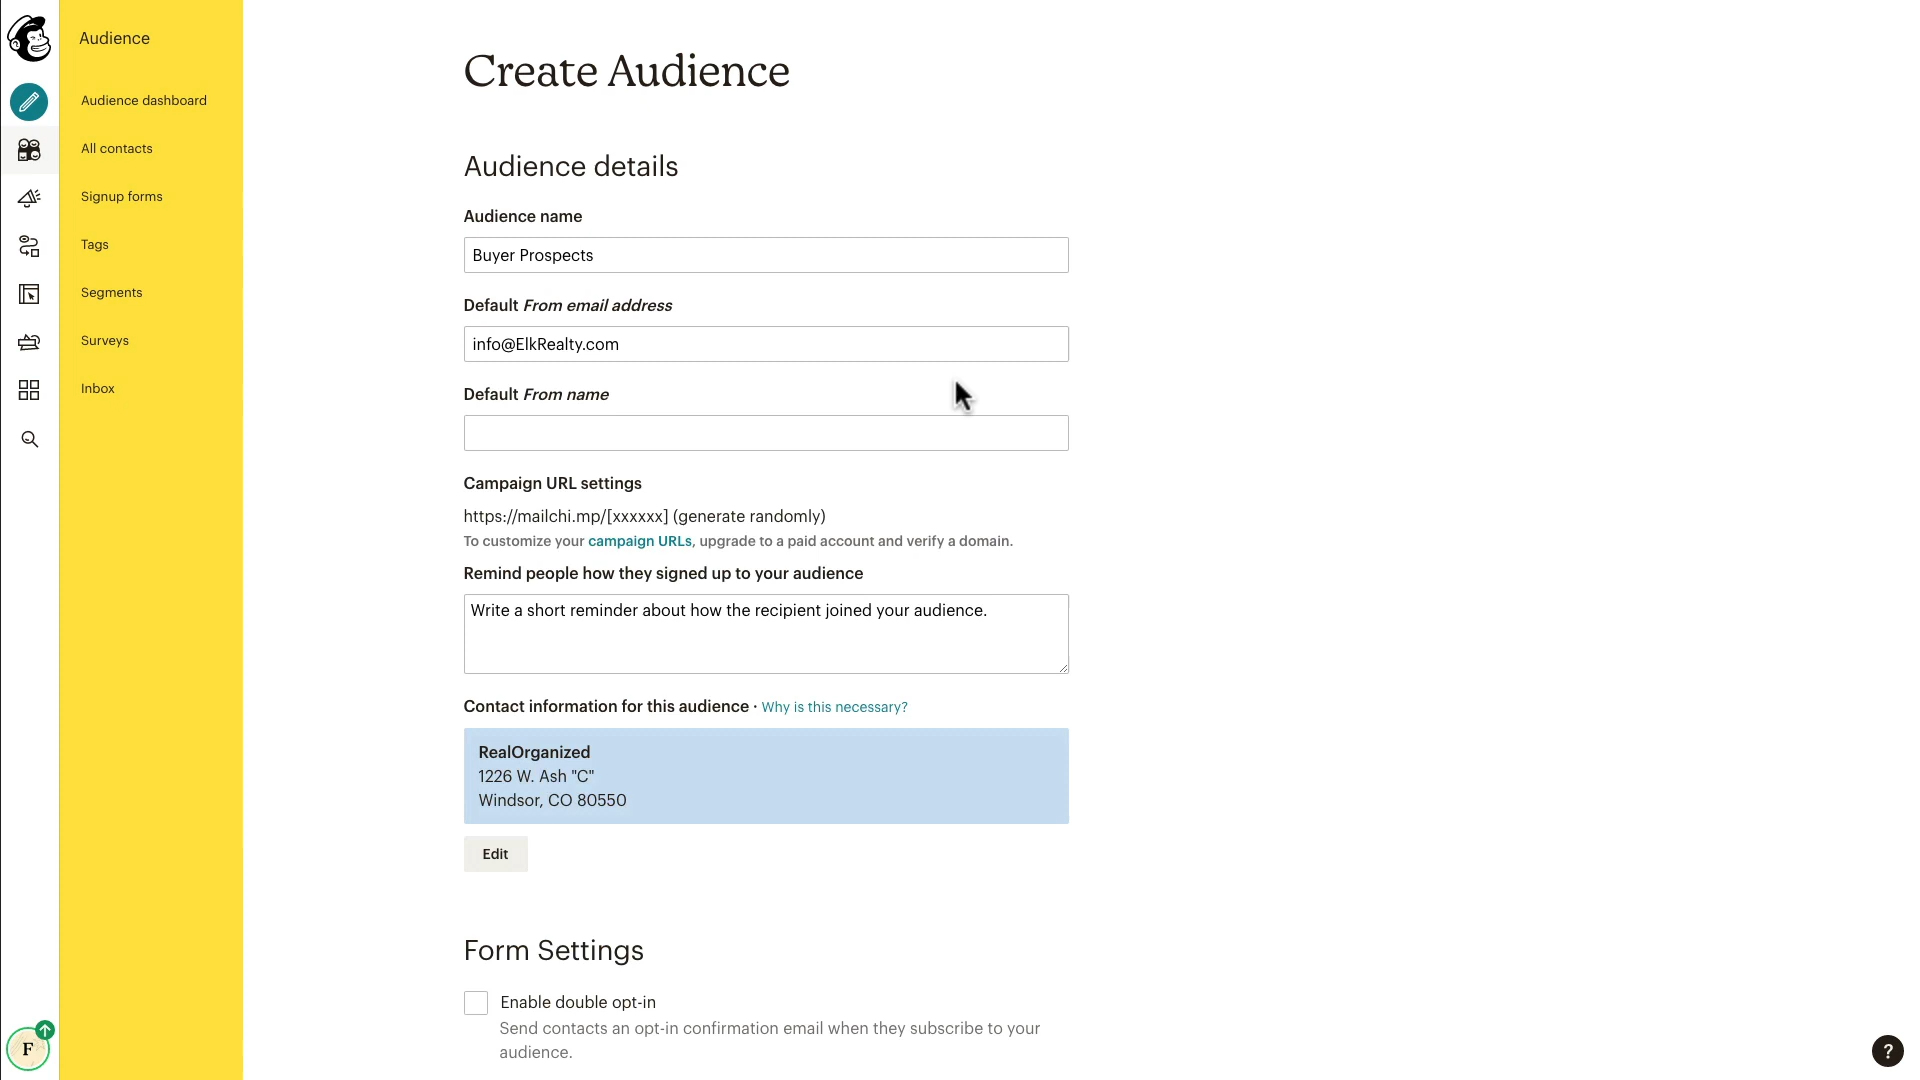 Audience
Audience dashboard
All contacts
Signup forms
Tags
Segments
Surveys
Inbox
F
Create Audience
Audience details
Audience name
Buyer Prospects
Default From email address
info@ElkRealty.com
Default From name
Campaign URL settings
https://mailchi.mp/[xxxxxx] (generate randomly)
To customize your campaign URLs, upgrade to a paid account and verify a domain.
Remind people how they signed up to your audience
Write a short reminder about how the recipient joined your audience.
Contact information for this audience · Why is this necessary?
RealOrganized
1226 W. Ash "C"
Windsor, CO 80550
Edit
Form Settings
Enable double opt-in
Send contacts an opt-in confirmation email when they subscribe to your
audience.
?